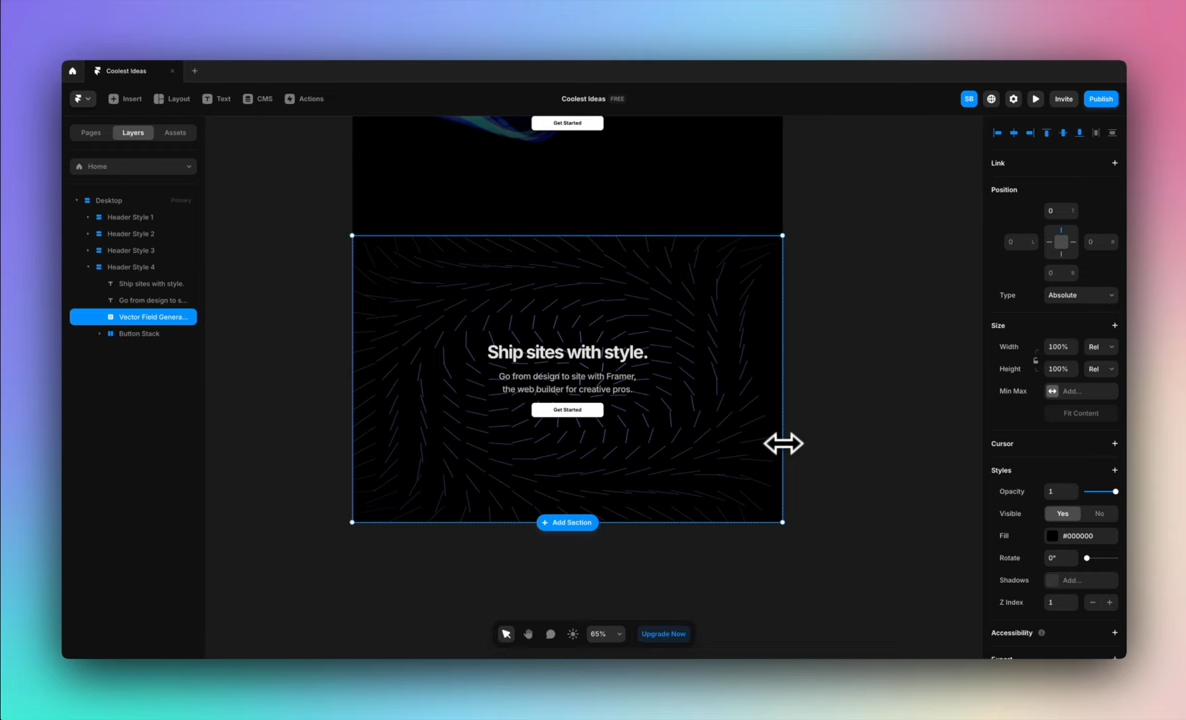 Coolest Ideas
Insert
Layout
Text
CMS
Actions
Coolest Ideas FREE
SB
Invite
Publish
Pages
Layers
Assets
Home
Desktop
Primary
Header Style 1
Header Style 2
Header Style 3
Header Style 4
Ship sites with style.
Go from design to s...
Vector Field Genera...
Button Stack
Get Started
Ship sites with style.
Go from design to site with Framer,
the web builder for creative pros.
Get Started
Add Section
65%
Upgrade Now
Link
Position
0 T
0 L
0 R
0 B
Type Absolute
Size
Width 100% Rel
Height 100% Rel
Min Max Add...
Fit Content
Cursor
Styles
Opacity 1
Visible Yes No
Fill #000000
Rotate 0°
Shadows Add...
Z Index 1
Accessibility